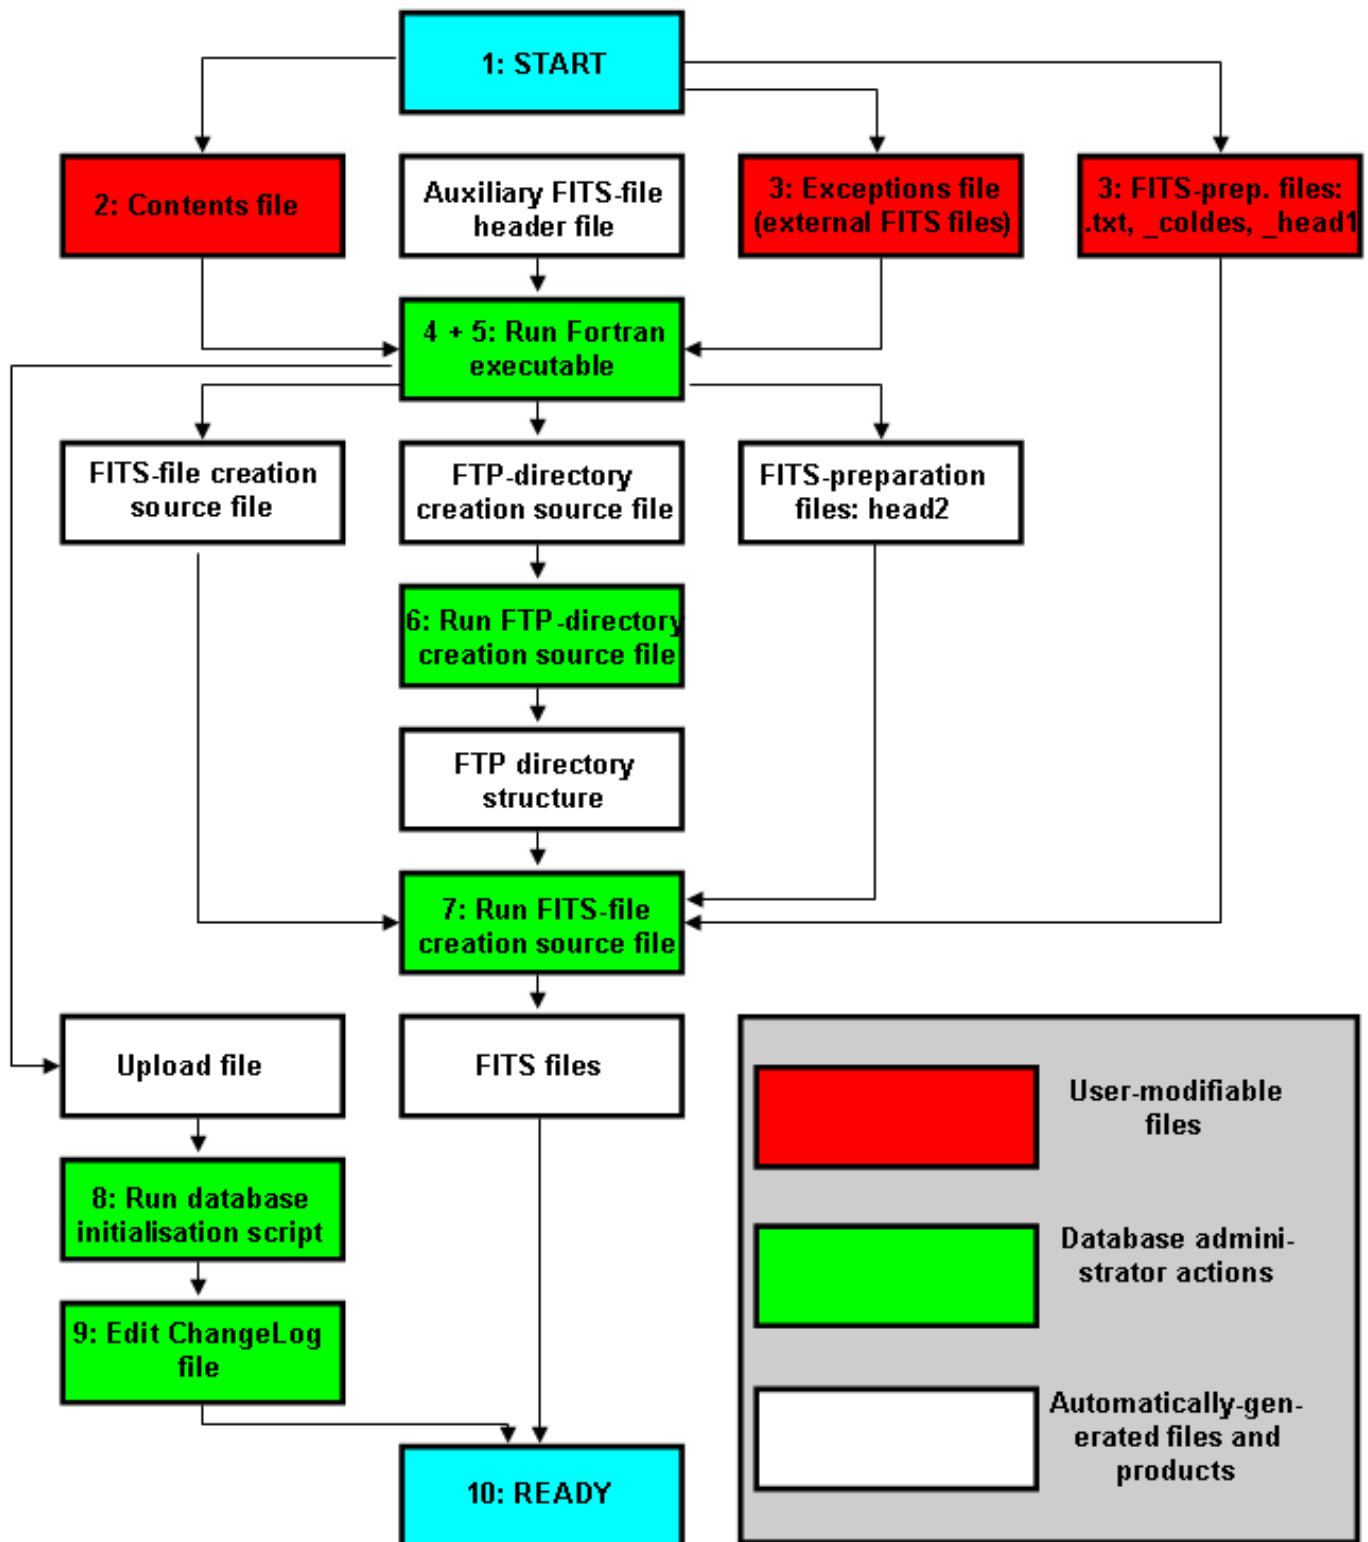 1: START
2: Contents file
Auxiliary FITS-file
header file
3: Exceptions file
(external FITS files)
3: FITS-prep. files:
.txt, _coldes, _head1
4 + 5: Run Fortran
executable
FITS-file creation
source file
FTP-directory
creation source file
FITS-preparation
files: head2
6: Run FTP-directory
creation source file
FTP directory
structure
7: Run FITS-file
creation source file
Upload file
FITS files
8: Run database
initialisation script
9: Edit ChangeLog
file
10: READY
User-modifiable
files
Database admini-
strator actions
Automatically-gen-
erated files and
products